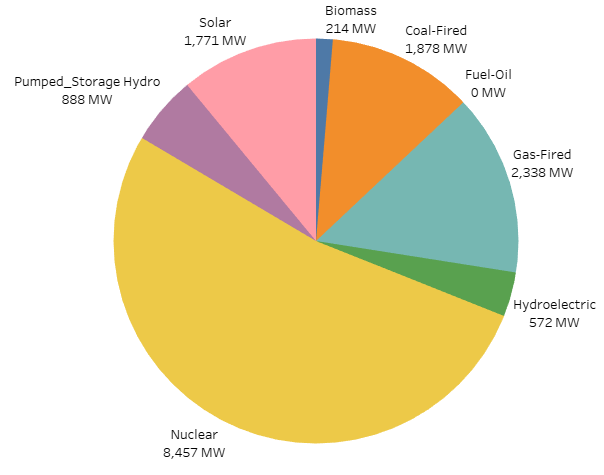 Biomass
214 MW
Coal-Fired
1,878 MW
Fuel-Oil
0 MW
Gas-Fired
2,338 MW
Hydroelectric
572 MW
Nuclear
8,457 MW
Pumped_Storage Hydro
888 MW
Solar
1,771 MW